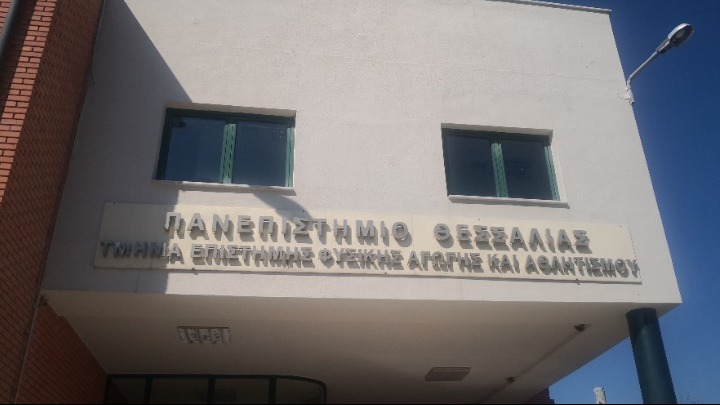 ΠΑΝΕΠΙΣΤΗΜΙΟ ΘΕΣΣΑΛΙΑΣ
ΤΜΗΜΑ ΕΠΙΣΤΗΜΗΣ ΦΥΣΙΚΗΣ ΑΓΩΓΗΣ ΚΑΙ ΑΘΛΗΤΙΣΜΟΥ